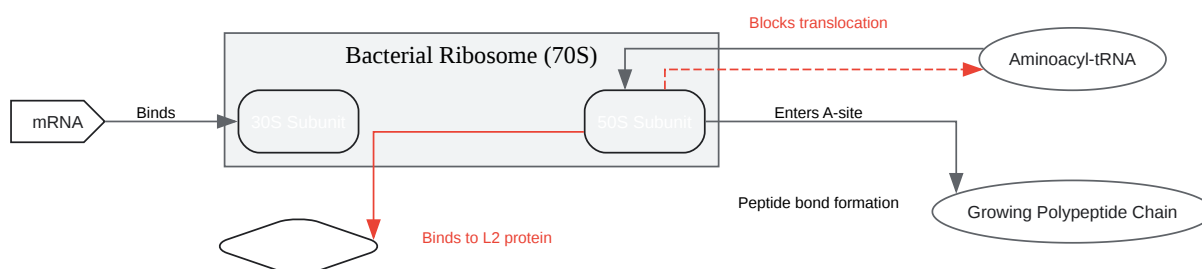 Blocks translocation
Bacterial Ribosome (70S)
Aminoacyl-tRNA
mRNA
Binds
30S Subunit
50S Subunit
Enters A-site
Peptide bond formation
Growing Polypeptide Chain
Binds to L2 protein